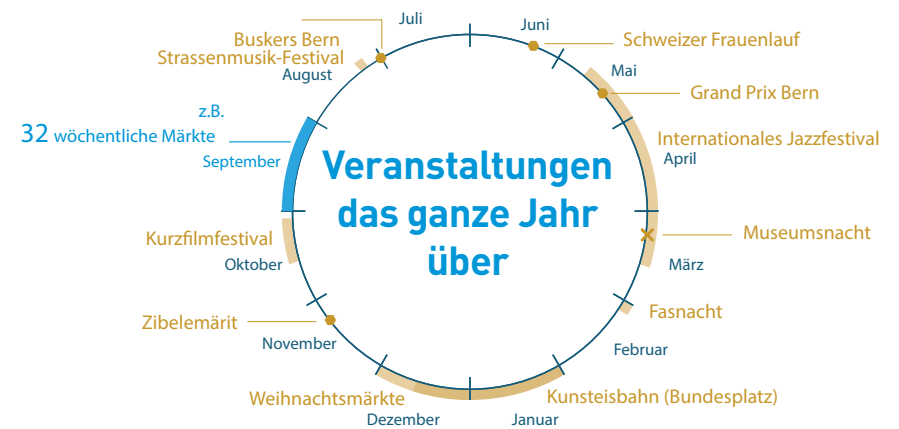 Juli
Juni
Buskers Bern
Strassenmusik-Festival
August
Schweizer Frauenlauf
Mai
Grand Prix Bern
z.B.
32 wöchentliche Märkte
September
Internationales Jazzfestival
April
Veranstaltungen
das ganze Jahr
über
Kurzfilmfestival
Oktober
Museumsnacht
März
Zibelemärit
November
Fasnacht
Februar
Weihnachtsmärkte
Dezember
Kunsteisbahn (Bundesplatz)
Januar